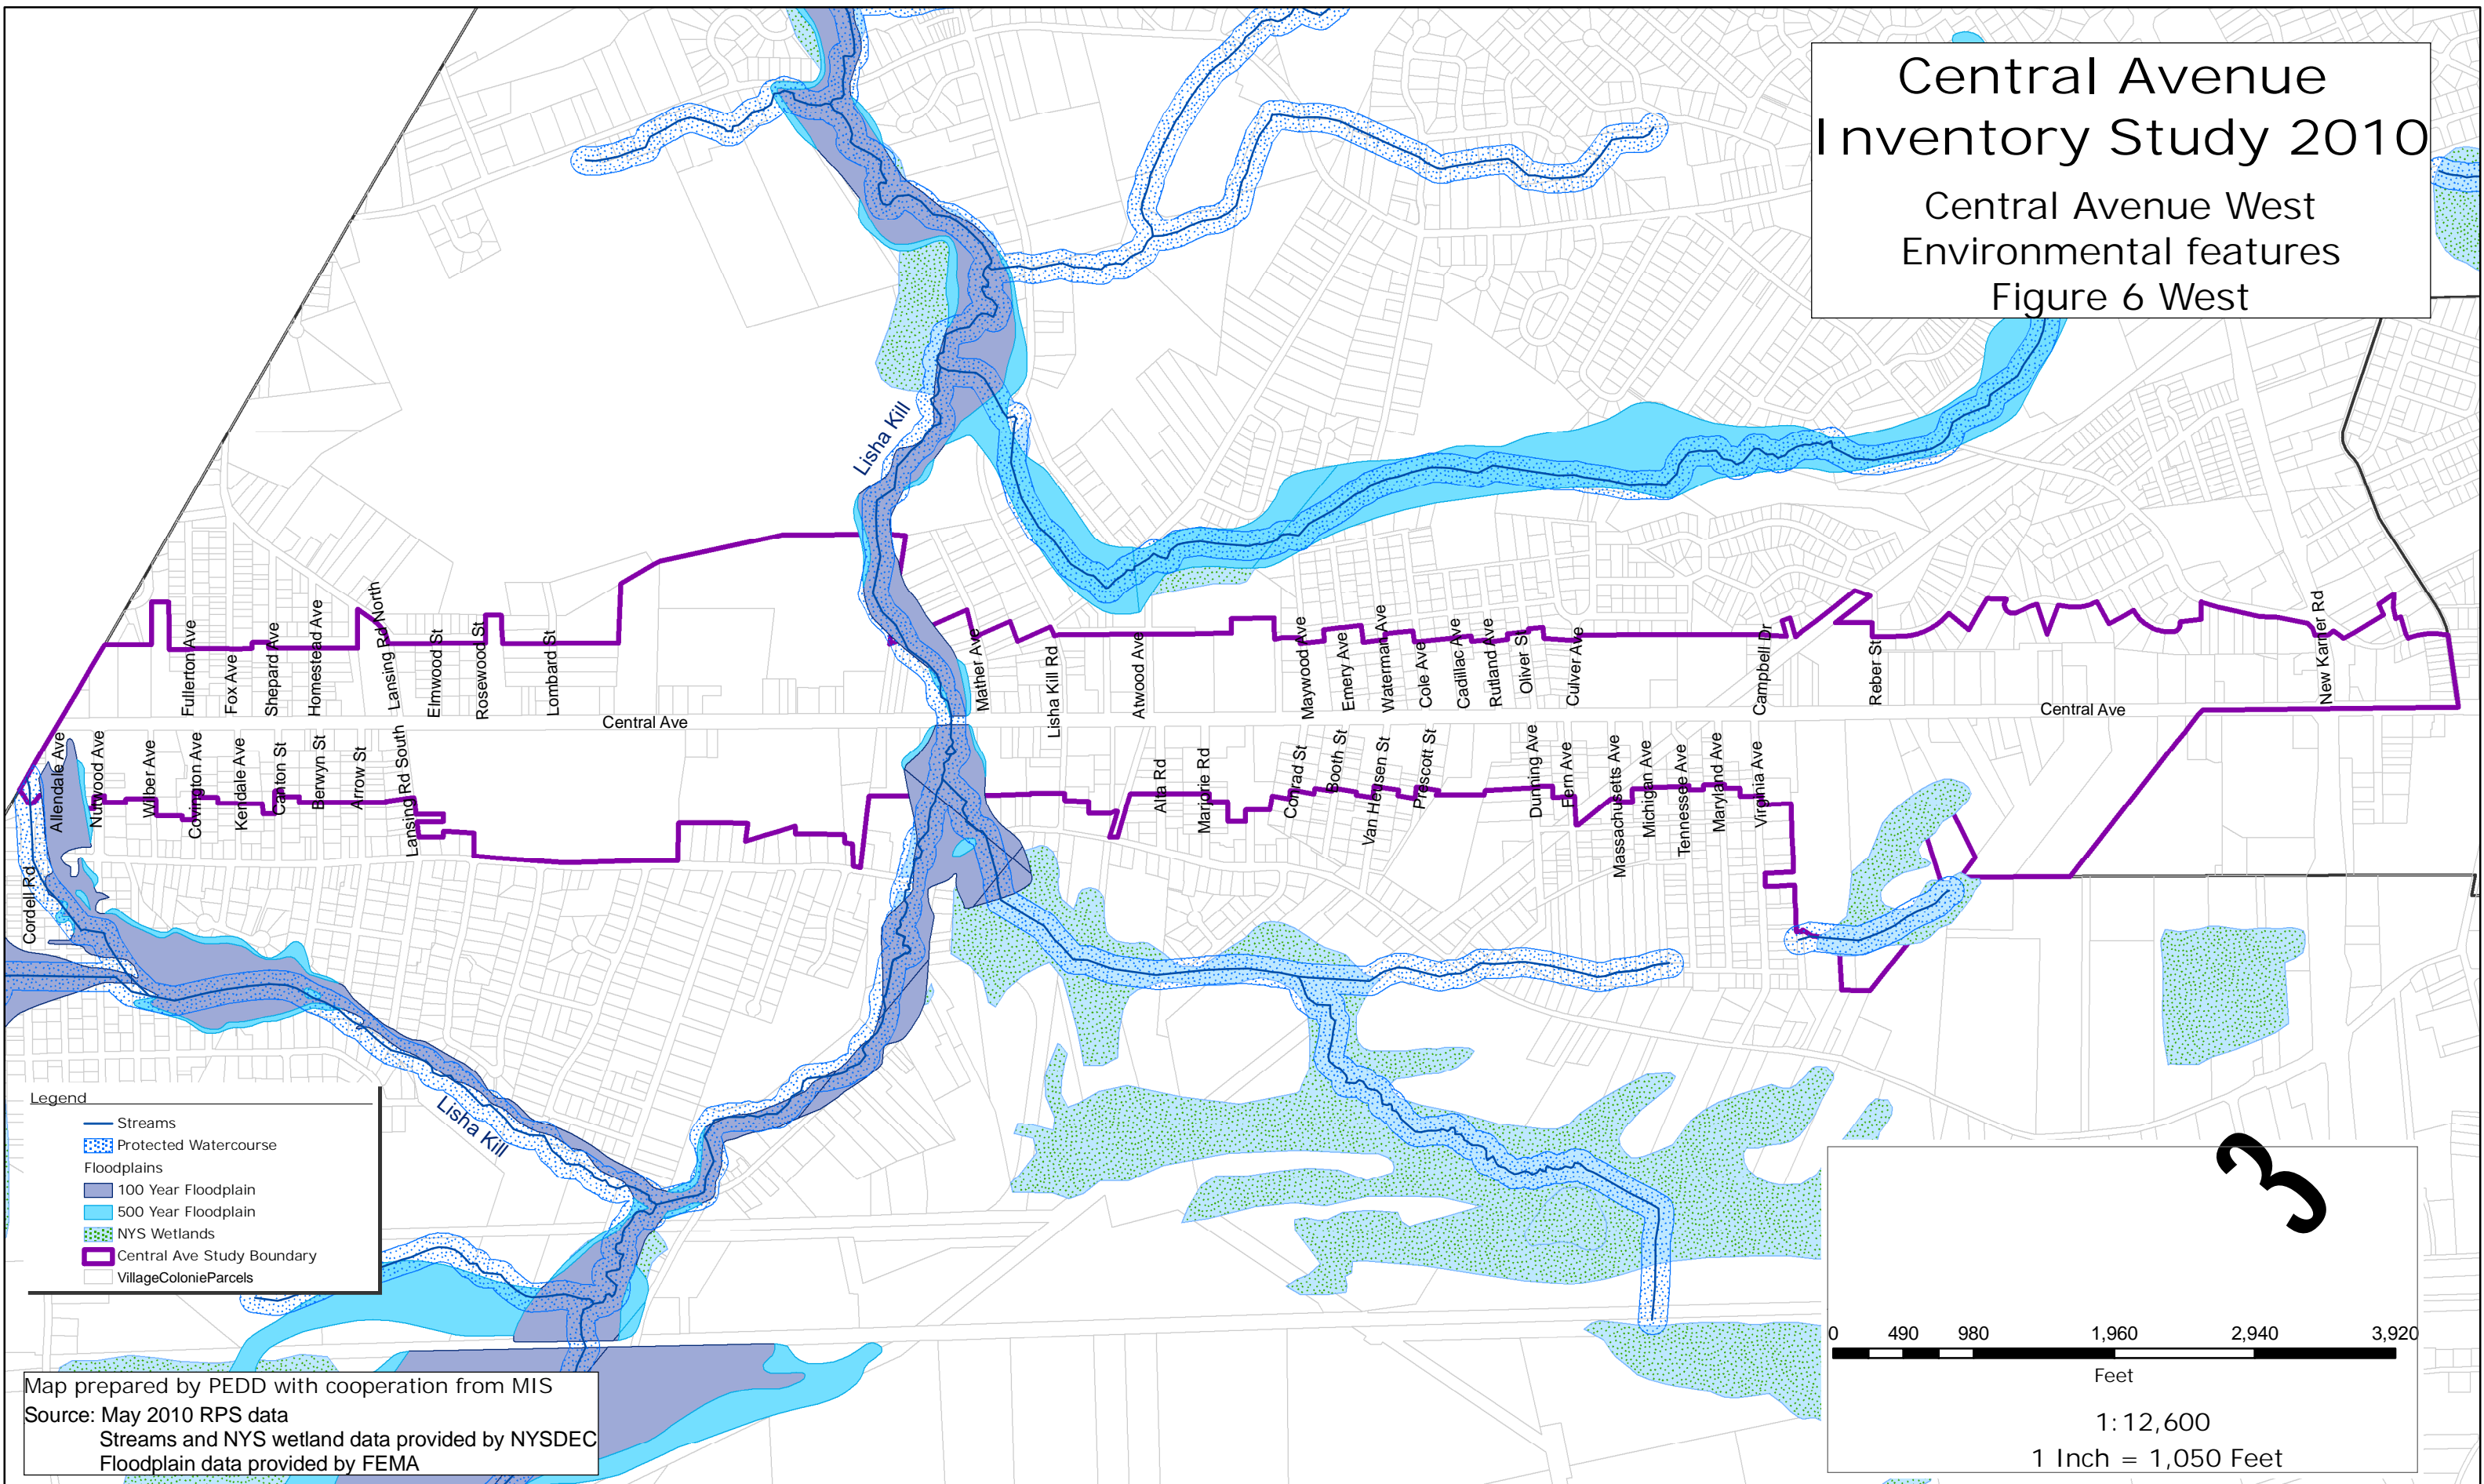 Central Avenue
Inventory Study 2010
Central Avenue West
Environmental features
Figure 6 West
Lisha Kill
Fullerton Ave
Fox Ave
Shepard Ave
Homestead Ave
Lansing Rd North
Elmwood St
Rosewood St
Lombard St
Mather Ave
Lisha Kill Rd
Atwood Ave
Maywood Ave
Emery Ave
Waterman Ave
Cole Ave
Cadillac Ave
Rutland Ave
Oliver St
Culver Ave
Campbell Dr
Reber St
New Karner Rd
Central Ave
Central Ave
Allendale Ave
Nutwood Ave
Wilber Ave
Covington Ave
Kendale Ave
Canton St
Berwyn St
Arrow St
Lansing Rd South
Alta Rd
Marjorie Rd
Conrad St
Booth St
Van Heusen St
Prescott St
Dunning Ave
Fern Ave
Massachusetts Ave
Michigan Ave
Tennessee Ave
Maryland Ave
Virginia Ave
Cordell Rd
Lisha Kill
Legend
Streams
Protected Watercourse
Floodplains
100 Year Floodplain
500 Year Floodplain
NYS Wetlands
Central Ave Study Boundary
VillageColonieParcels
Map prepared by PEDD with cooperation from MIS
Source: May 2010 RPS data
Streams and NYS wetland data provided by NYSDEC
Floodplain data provided by FEMA
3
0 490 980 1,960 2,940 3,920
Feet
1:12,600
1 Inch = 1,050 Feet